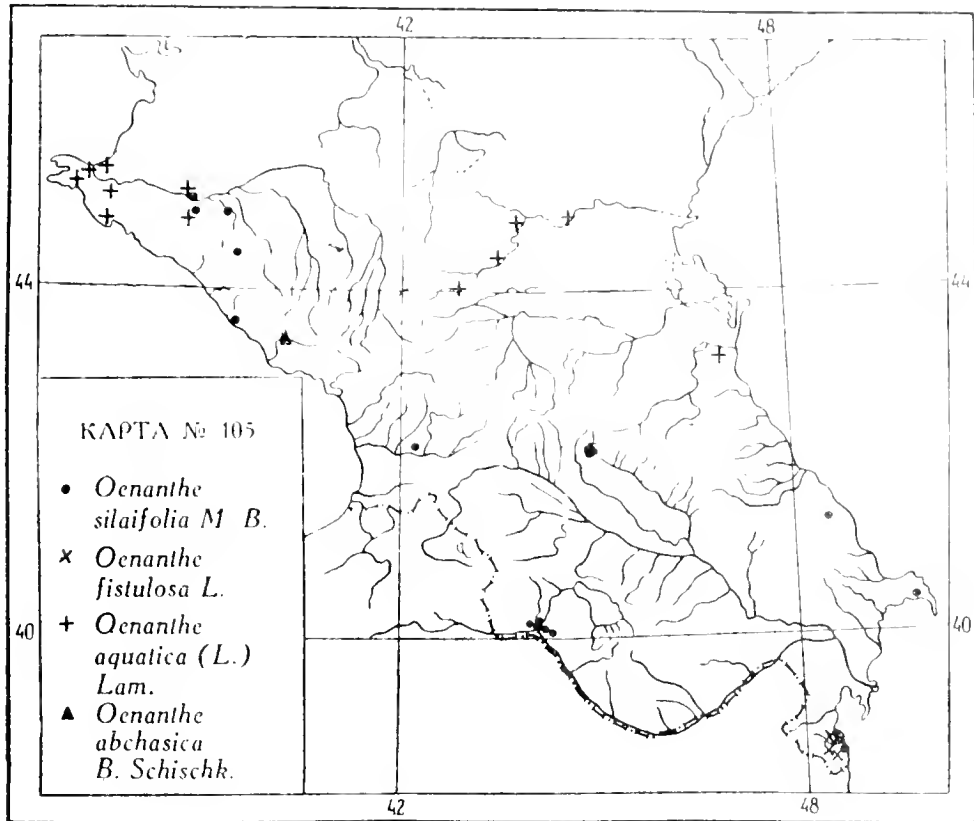 42 48
44 44
КАРТА № 105
Oenanthe
silaifolia M B.
Oenanthe
fistulosa L.
Oenanthe
aquatica (L.)
Lam.
Oenanthe
abchasica
B. Schischk.
40 40
42 48